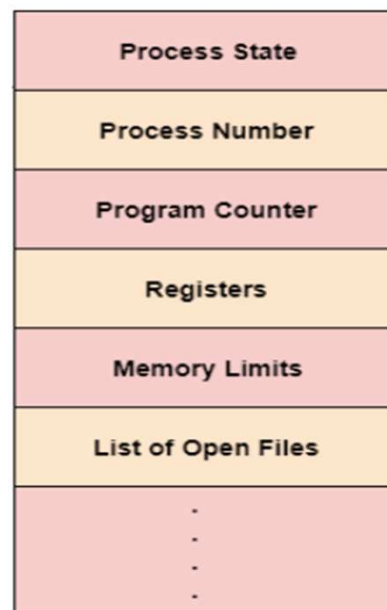 Process State
Process Number
Program Counter
Registers
Memory Limits
List of Open Files
.
.
.
.